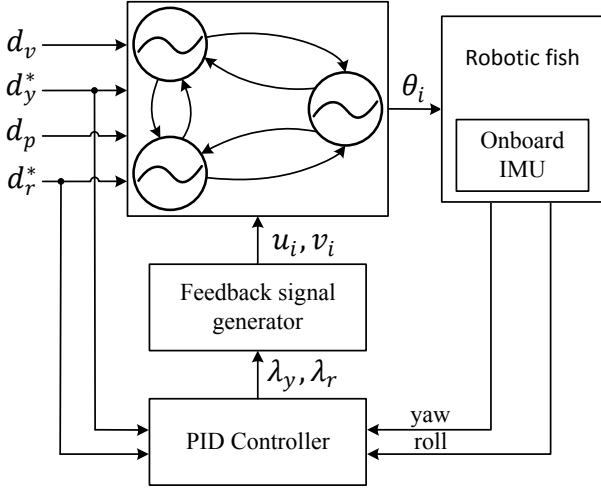 d_v
d_y^*
d_p
d_r^*
θ_i
Robotic fish
Onboard
IMU
u_i, v_i
Feedback signal
generator
λ_y, λ_r
PID Controller
yaw
roll